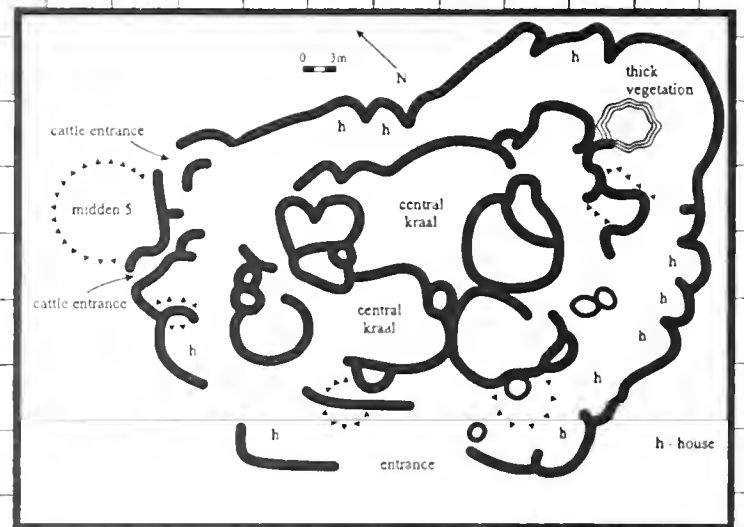 h
0 3m
thick
vegetation
N
h h
cattle entrance
midden 5
central
kraal
h
cattle entrance
h
central
kraal
h
h
h
h
h
h - house
entrance